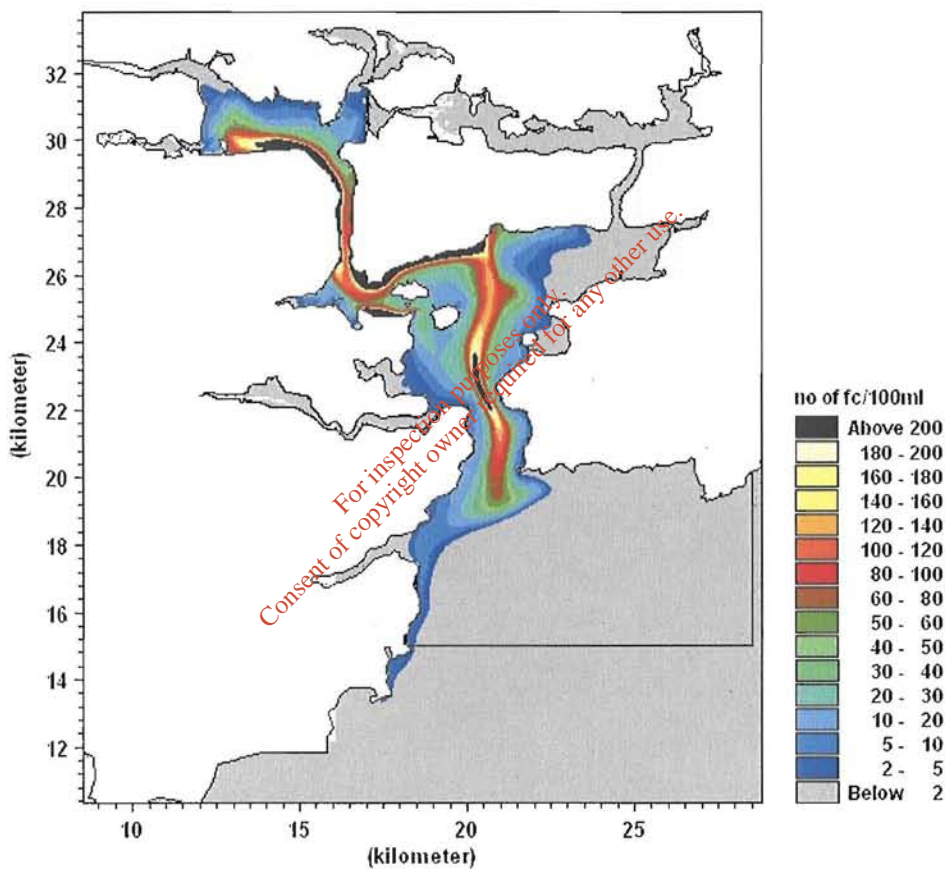 32
30
28
26
24
22
20
18
16
14
12
(kilometer)
10
15
20
25
(kilometer)
For inspection purposes only.
Consent of copyright owner required for any other use.
no of fc/100ml
Above 200
180 - 200
160 - 180
140 - 160
120 - 140
100 - 120
80 - 100
60 - 80
50 - 60
40 - 50
30 - 40
20 - 30
10 - 20
5 - 10
2 - 5
Below 2